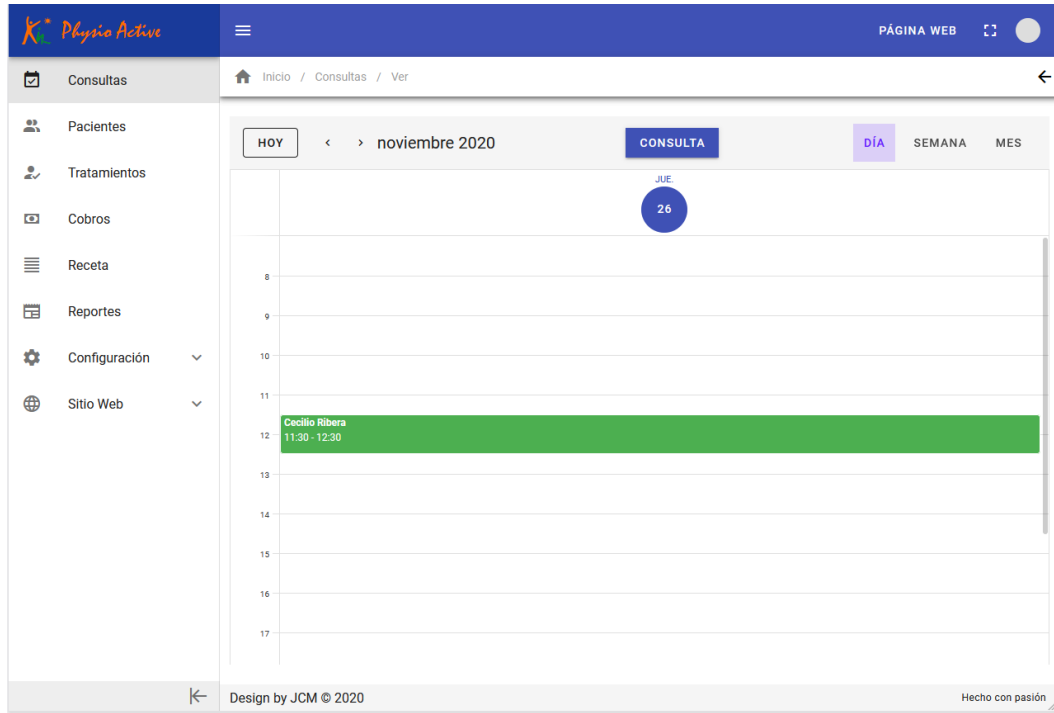 Physio Active
PÁGINA WEB
Consultas
Inicio / Consultas / Ver
Pacientes
Tratamientos
Cobros
Receta
Reportes
Configuración
Sitio Web
HOY < > noviembre 2020 CONSULTA DÍA SEMANA MES
JUE.
26
8
9
10
11
Cecilio Ribera
12 11:30 - 12:30
13
14
15
16
17
Design by JCM © 2020 Hecho con pasión